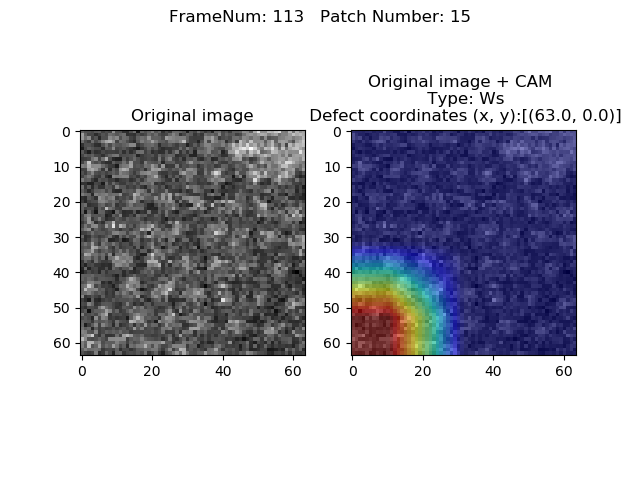 FrameNum: 113   Patch Number: 15
Original image
Original image + CAM
Type: Ws
Defect coordinates (x, y):[(63.0, 0.0)]
0
10
20
30
40
50
60
0 20 40 60
0
10
20
30
40
50
60
0 20 40 60